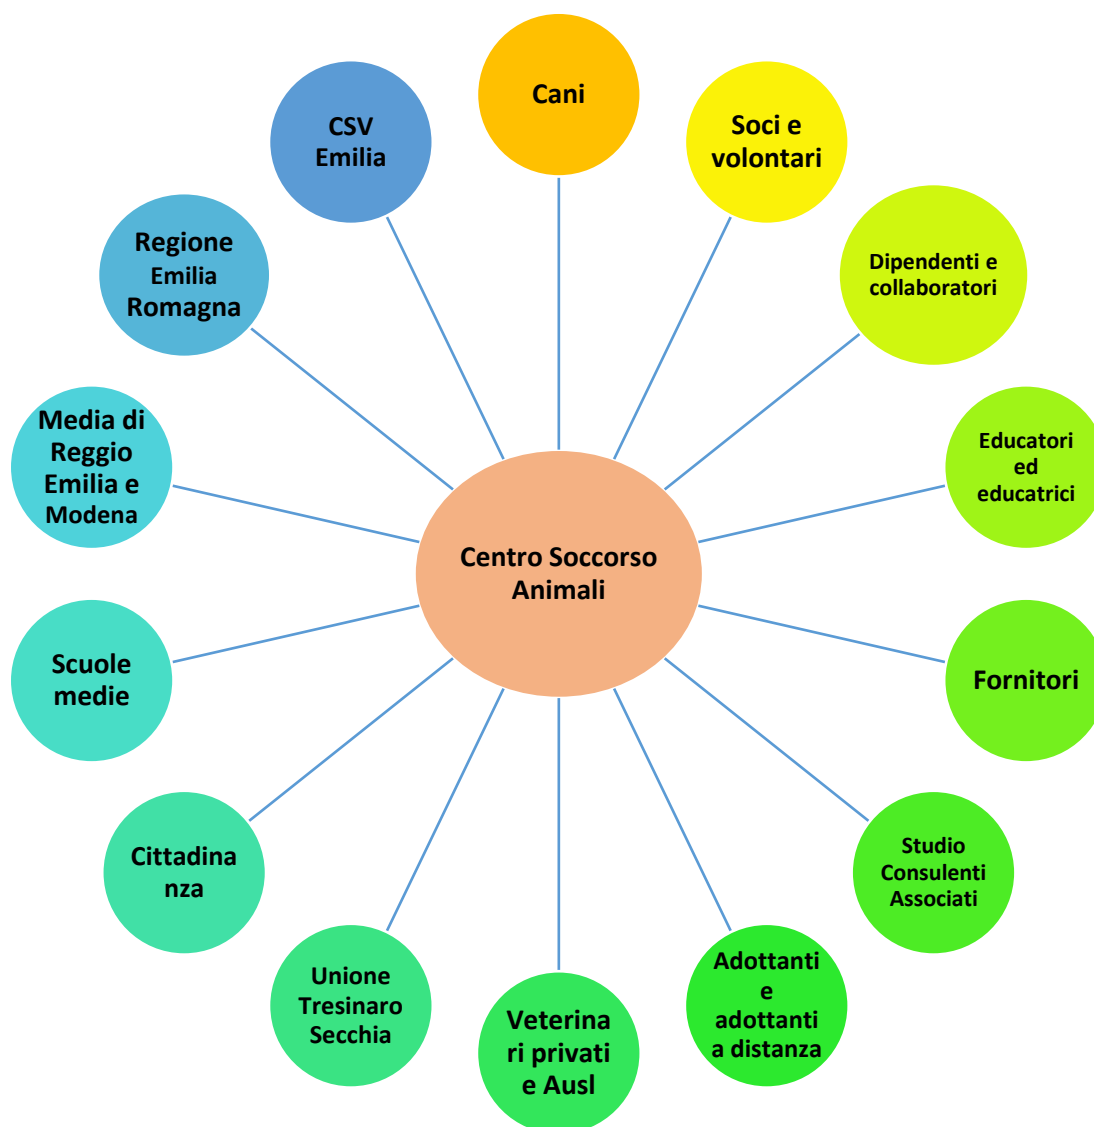 Cani
Soci e
volontari
Dipendenti e
collaboratori
Educatori
ed
educatrici
Fornitori
Studio
Consulenti
Associati
Adottanti
e
adottanti
a distanza
Veterina
ri privati
e Ausl
Unione
Tresinaro
Secchia
Cittadina
nza
Scuole
medie
Media di
Reggio
Emilia e
Modena
Regione
Emilia
Romagna
CSV
Emilia
Centro Soccorso
Animali